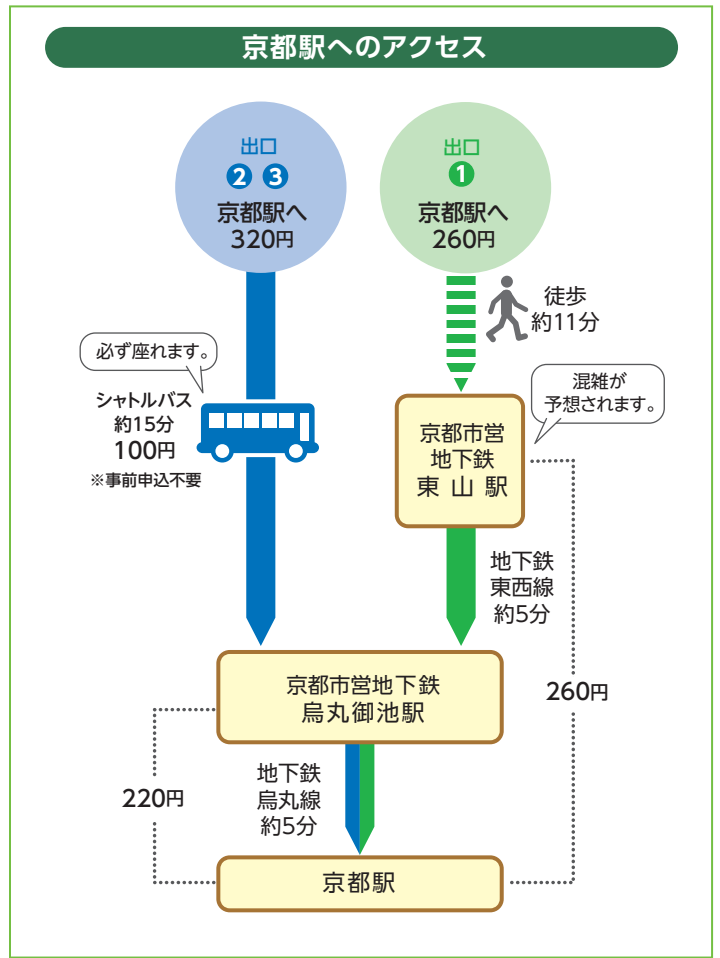 京都駅へのアクセス
出口
2 3
京都駅へ
320円
出口
1
京都駅へ
260円
徒歩
約11分
必ず座れます。
シャトルバス
約15分
100円
※事前申込不要
混雑が
予想されます。
京都市営
地下鉄
東山駅
地下鉄
東西線
約5分
京都市営地下鉄
烏丸御池駅
260円
220円
地下鉄
烏丸線
約5分
京都駅